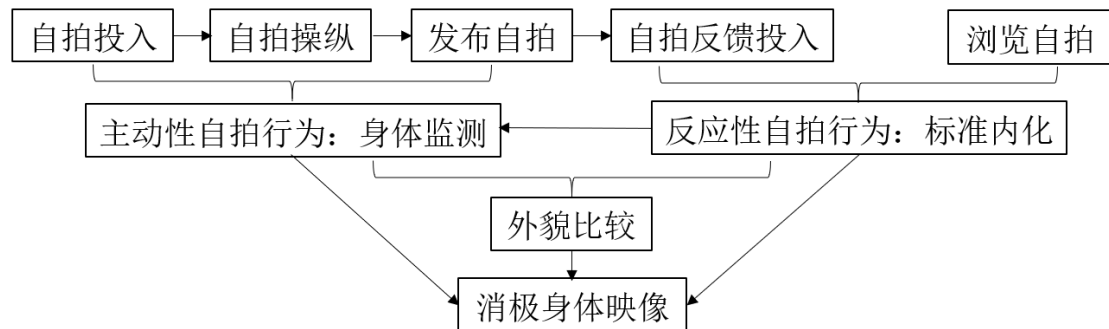 自拍投入
自拍操纵
发布自拍
自拍反馈投入
浏览自拍
主动性自拍行为：身体监测
反应性自拍行为：标准内化
外貌比较
消极身体映像